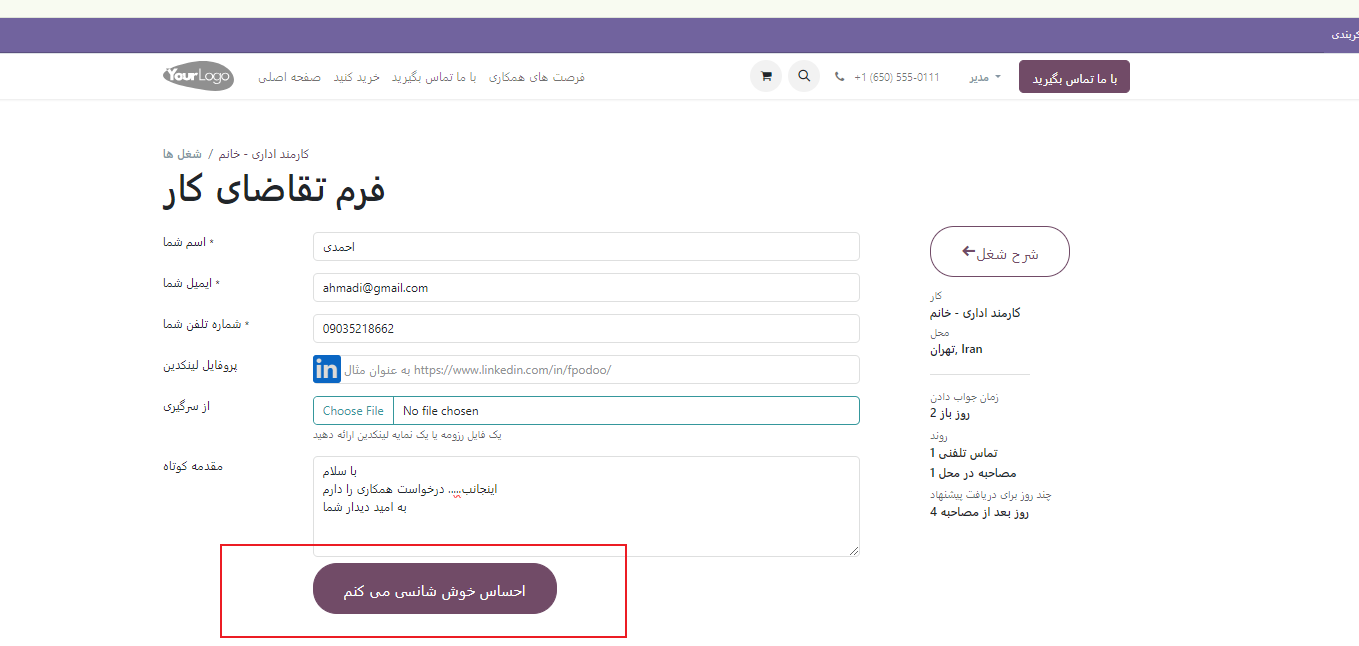 کربندی
YourLogo
صفحه اصلی
خرید کنید
با ما تماس بگیرید
فرصت های همکاری
+1 (650) 555-0111
مدیر
با ما تماس بگیرید
شغل ها / کارمند اداری - خانم
فرم تقاضای کار
اسم شما *
احمدی
ایمیل شما *
ahmadi@gmail.com
شماره تلفن شما *
09035218662
پروفایل لینکدین
in
به عنوان مثال https://www.linkedin.com/in/fpodoo/
از سرگیری
Choose File No file chosen
یک فایل رزومه یا یک نمایه لینکدین ارائه دهید
مقدمه کوتاه
با سلام
اینجانب..... درخواست همکاری را دارم
به امید دیدار شما
احساس خوش شانسی می کنم
شرح شغل
کار
کارمند اداری - خانم
محل
تهران, Iran
زمان جواب دادن
2 روز باز
روند
1 تماس تلفنی
1 مصاحبه در محل
چند روز برای دریافت پیشنهاد
4 روز بعد از مصاحبه